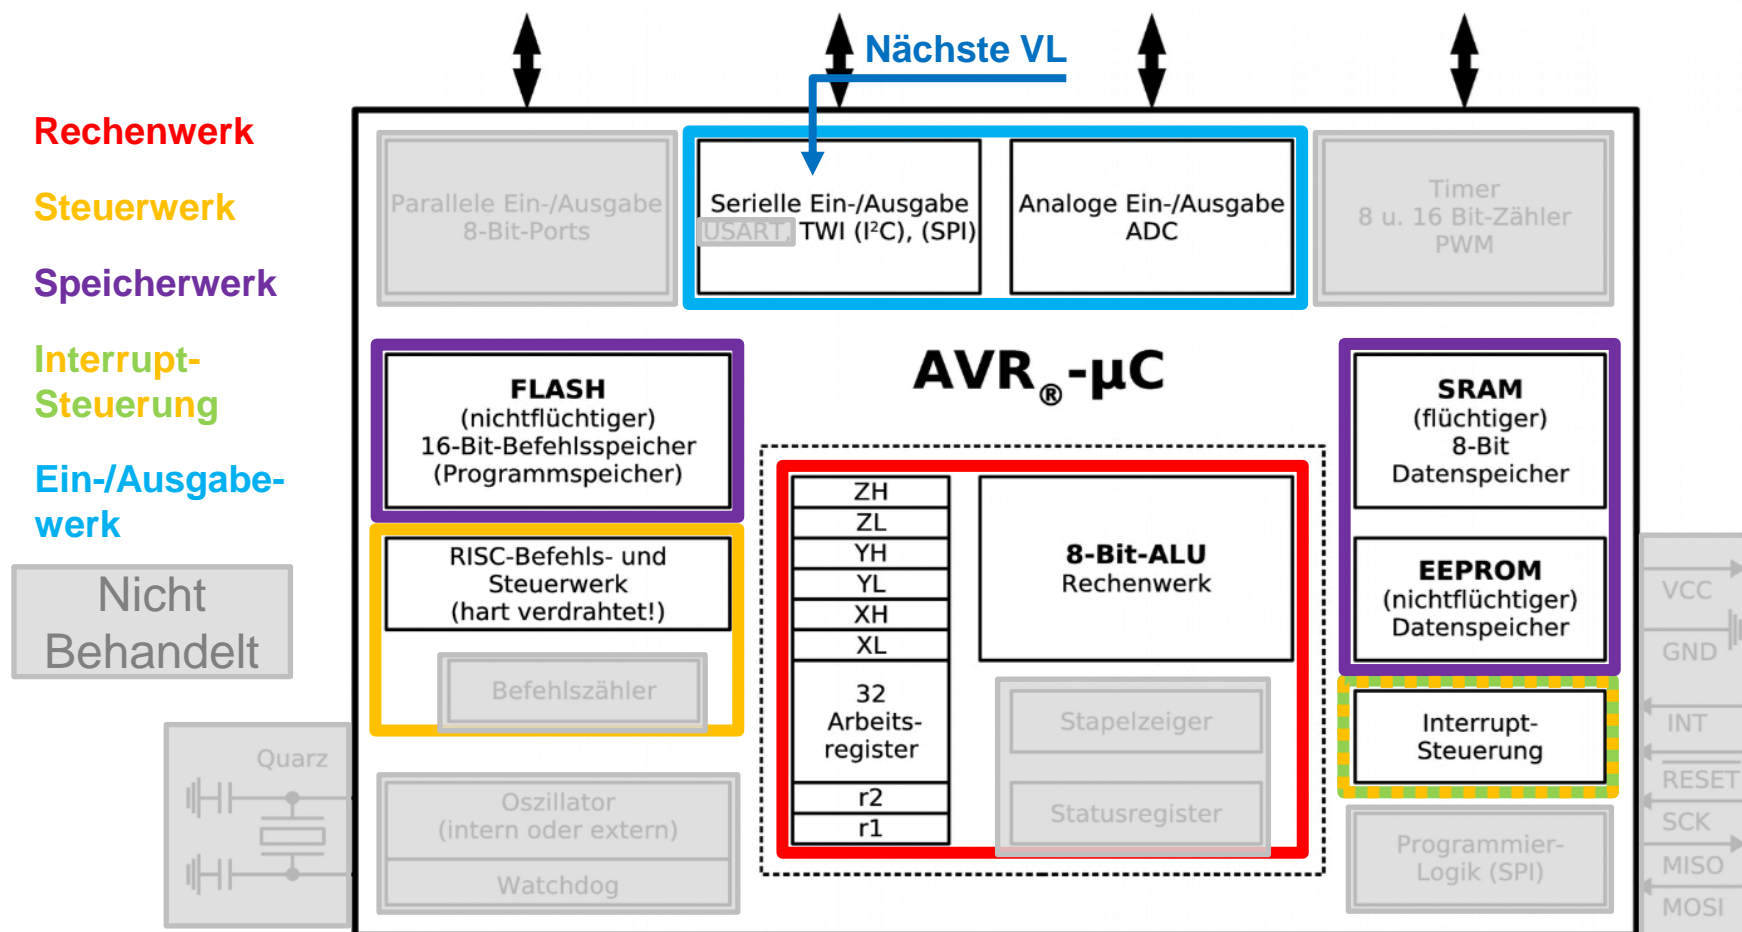 Nächste VL
Rechenwerk
Steuerwerk
Speicherwerk
Interrupt-
Steuerung
Ein-/Ausgabe-
werk
Nicht
Behandelt
Parallele Ein-/Ausgabe
8-Bit-Ports
Serielle Ein-/Ausgabe
USART, TWI (I²C), (SPI)
Analoge Ein-/Ausgabe
ADC
Timer
8 u. 16 Bit-Zähler
PWM
AVR®-µC
FLASH
(nichtflüchtiger)
16-Bit-Befehlsspeicher
(Programmspeicher)
RISC-Befehls- und
Steuerwerk
(hart verdrahtet!)
Befehlszähler
Quarz
Oszillator
(intern oder extern)
Watchdog
ZH
ZL
YH
YL
XH
XL
32
Arbeits-
register
r2
r1
8-Bit-ALU
Rechenwerk
Stapelzeiger
Statusregister
SRAM
(flüchtiger)
8-Bit
Datenspeicher
EEPROM
(nichtflüchtiger)
Datenspeicher
Interrupt-
Steuerung
Programmier-
Logik (SPI)
VCC
GND
INT
RESET
SCK
MISO
MOSI